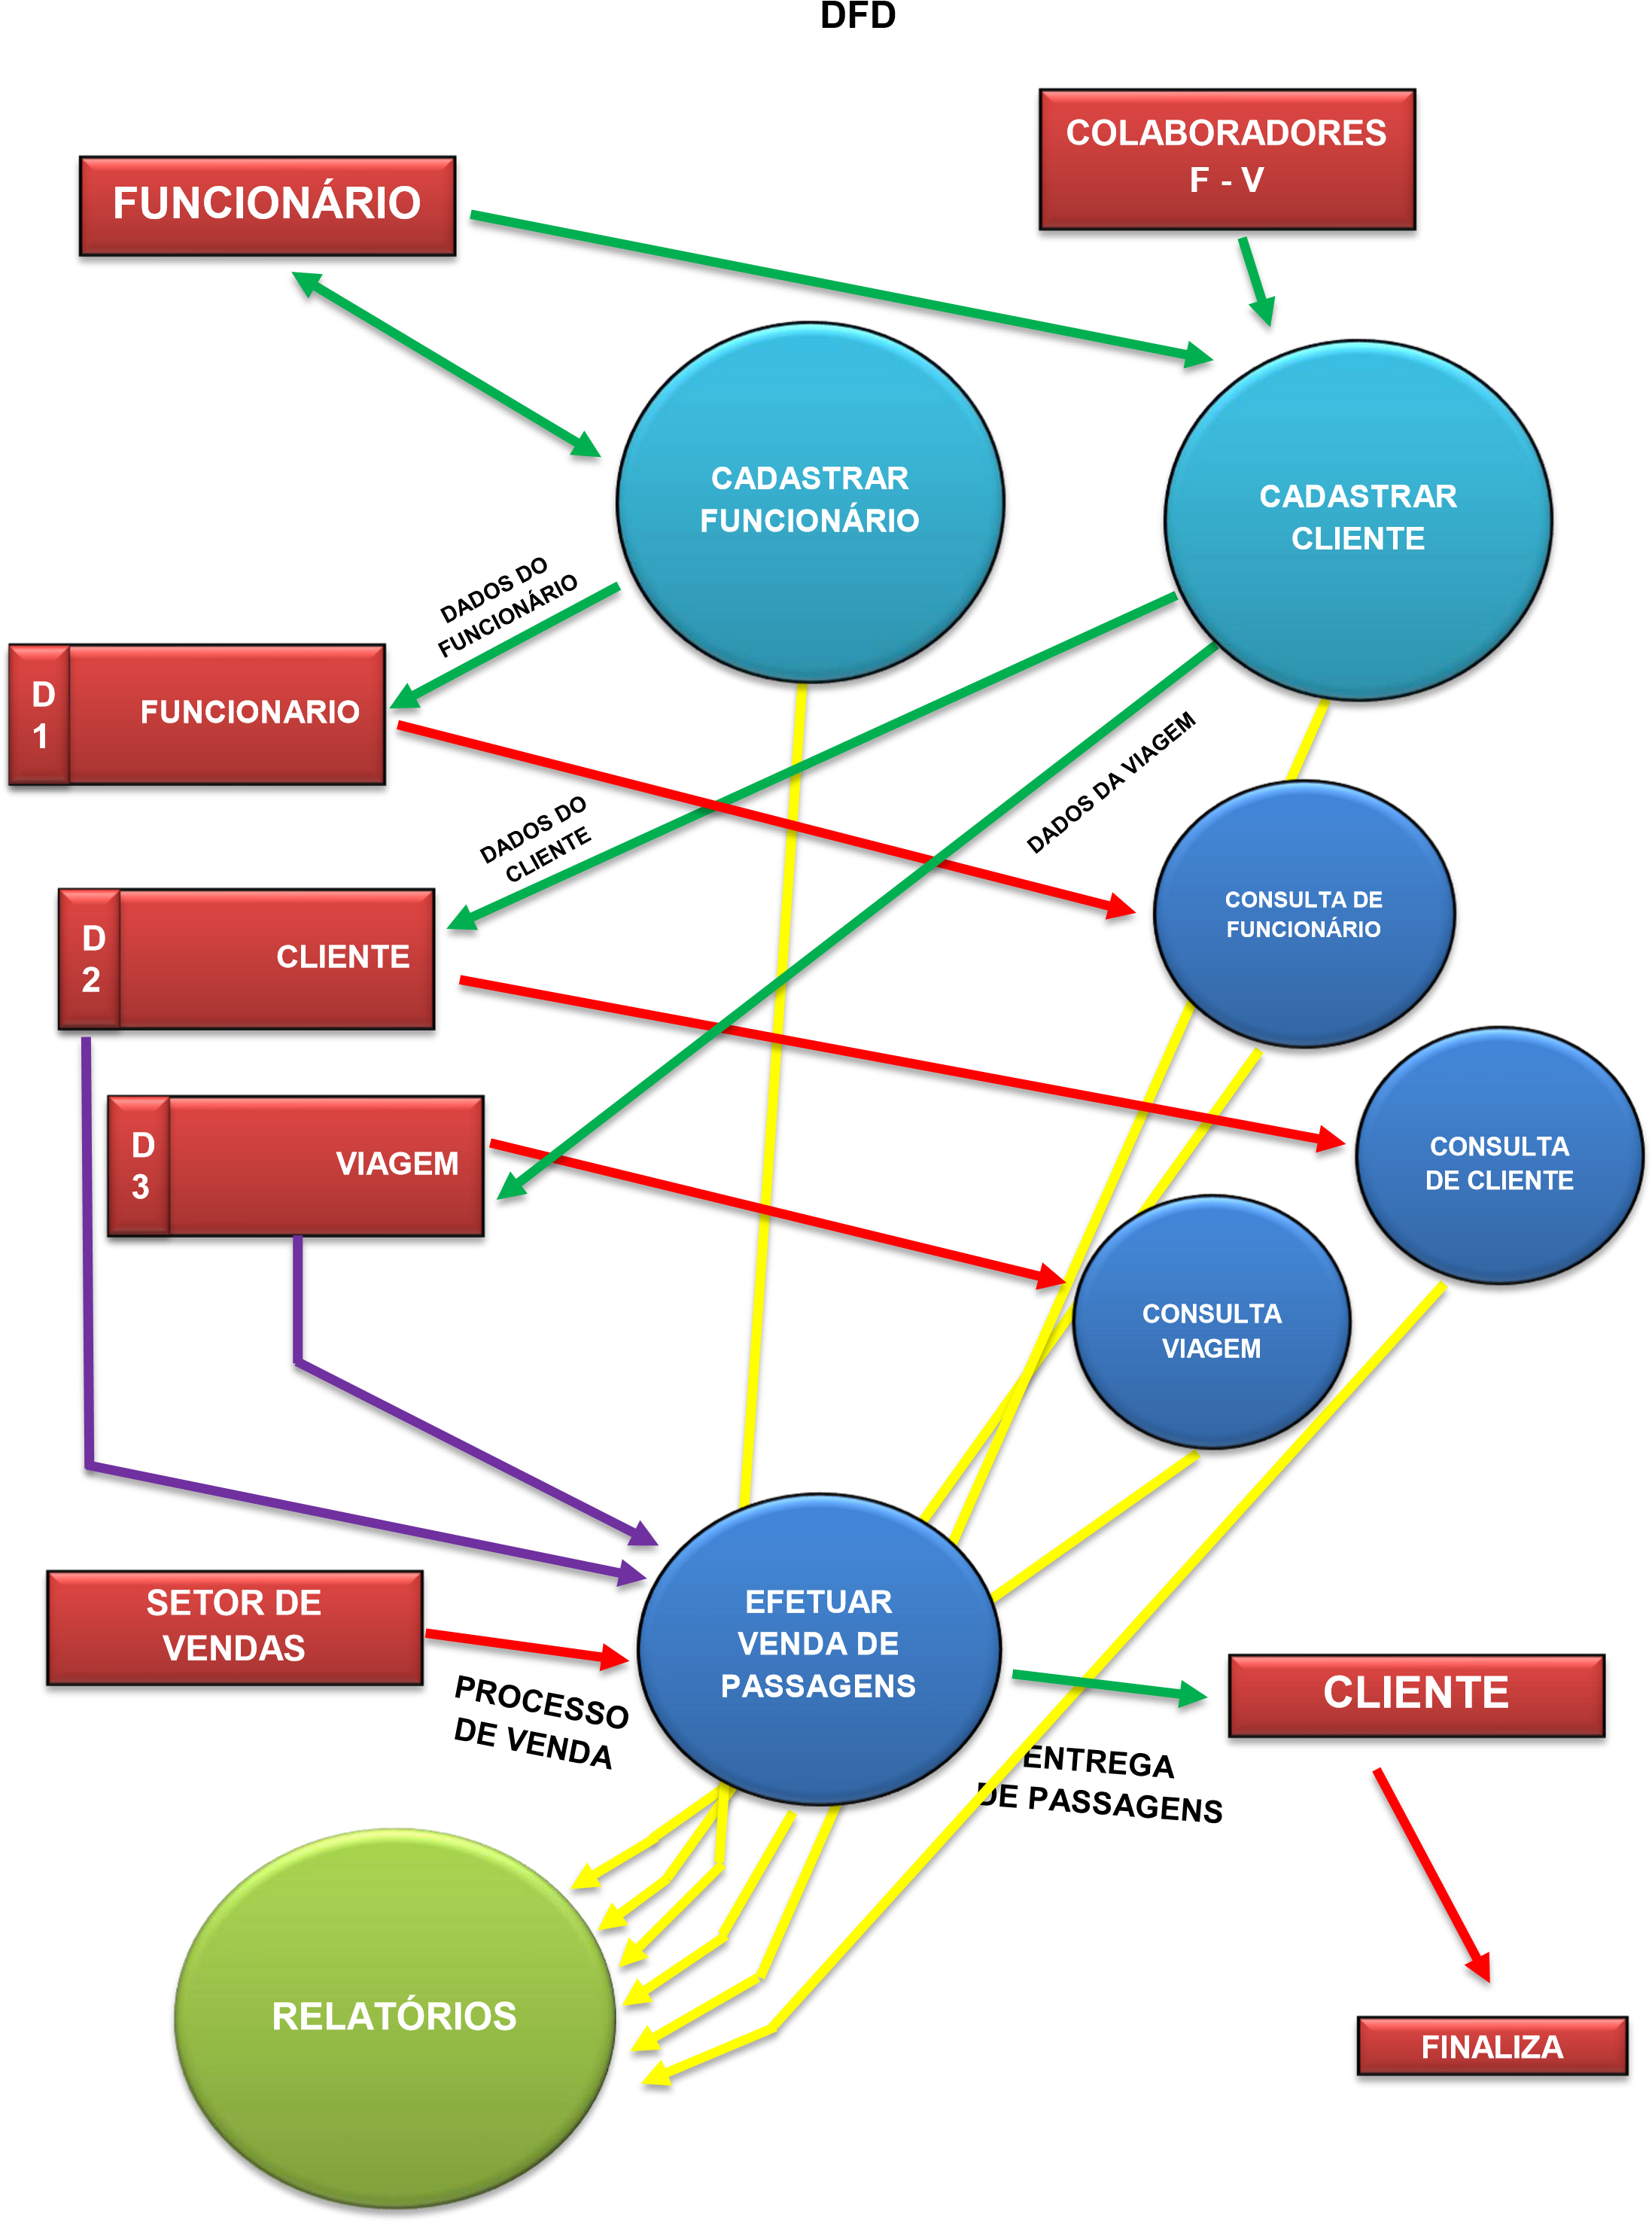 DFD
COLABORADORES
F - V
FUNCIONÁRIO
CADASTRAR
FUNCIONÁRIO
CADASTRAR
CLIENTE
DADOS DO
FUNCIONÁRIO
D
1
FUNCIONARIO
DADOS DA VIAGEM
DADOS DO
CLIENTE
CONSULTA DE
FUNCIONÁRIO
D
2
CLIENTE
D
3
VIAGEM
CONSULTA
DE CLIENTE
CONSULTA
VIAGEM
SETOR DE
VENDAS
EFETUAR
VENDA DE
PASSAGENS
PROCESSO
DE VENDA
CLIENTE
ENTREGA
DE PASSAGENS
RELATÓRIOS
FINALIZA